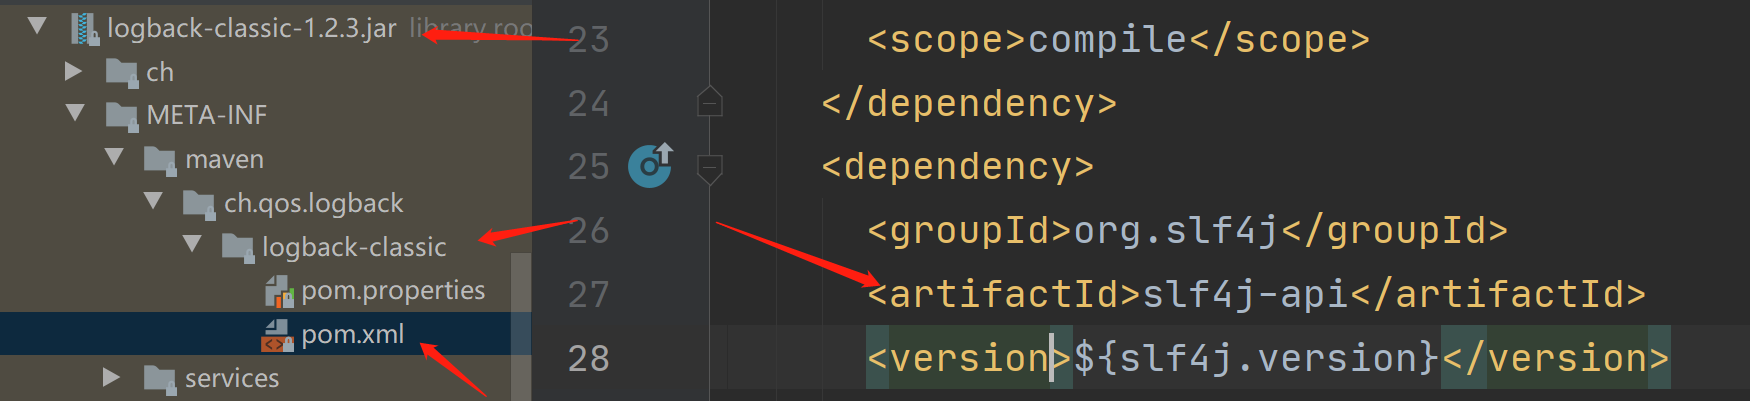 logback-classic-1.2.3.jar library roo
ch
META-INF
maven
ch.qos.logback
logback-classic
pom.properties
pom.xml
services
23 <scope>compile</scope>
24 </dependency>
25 <dependency>
26 <groupId>org.slf4j</groupId>
27 <artifactId>slf4j-api</artifactId>
28 <version>${slf4j.version}</version>